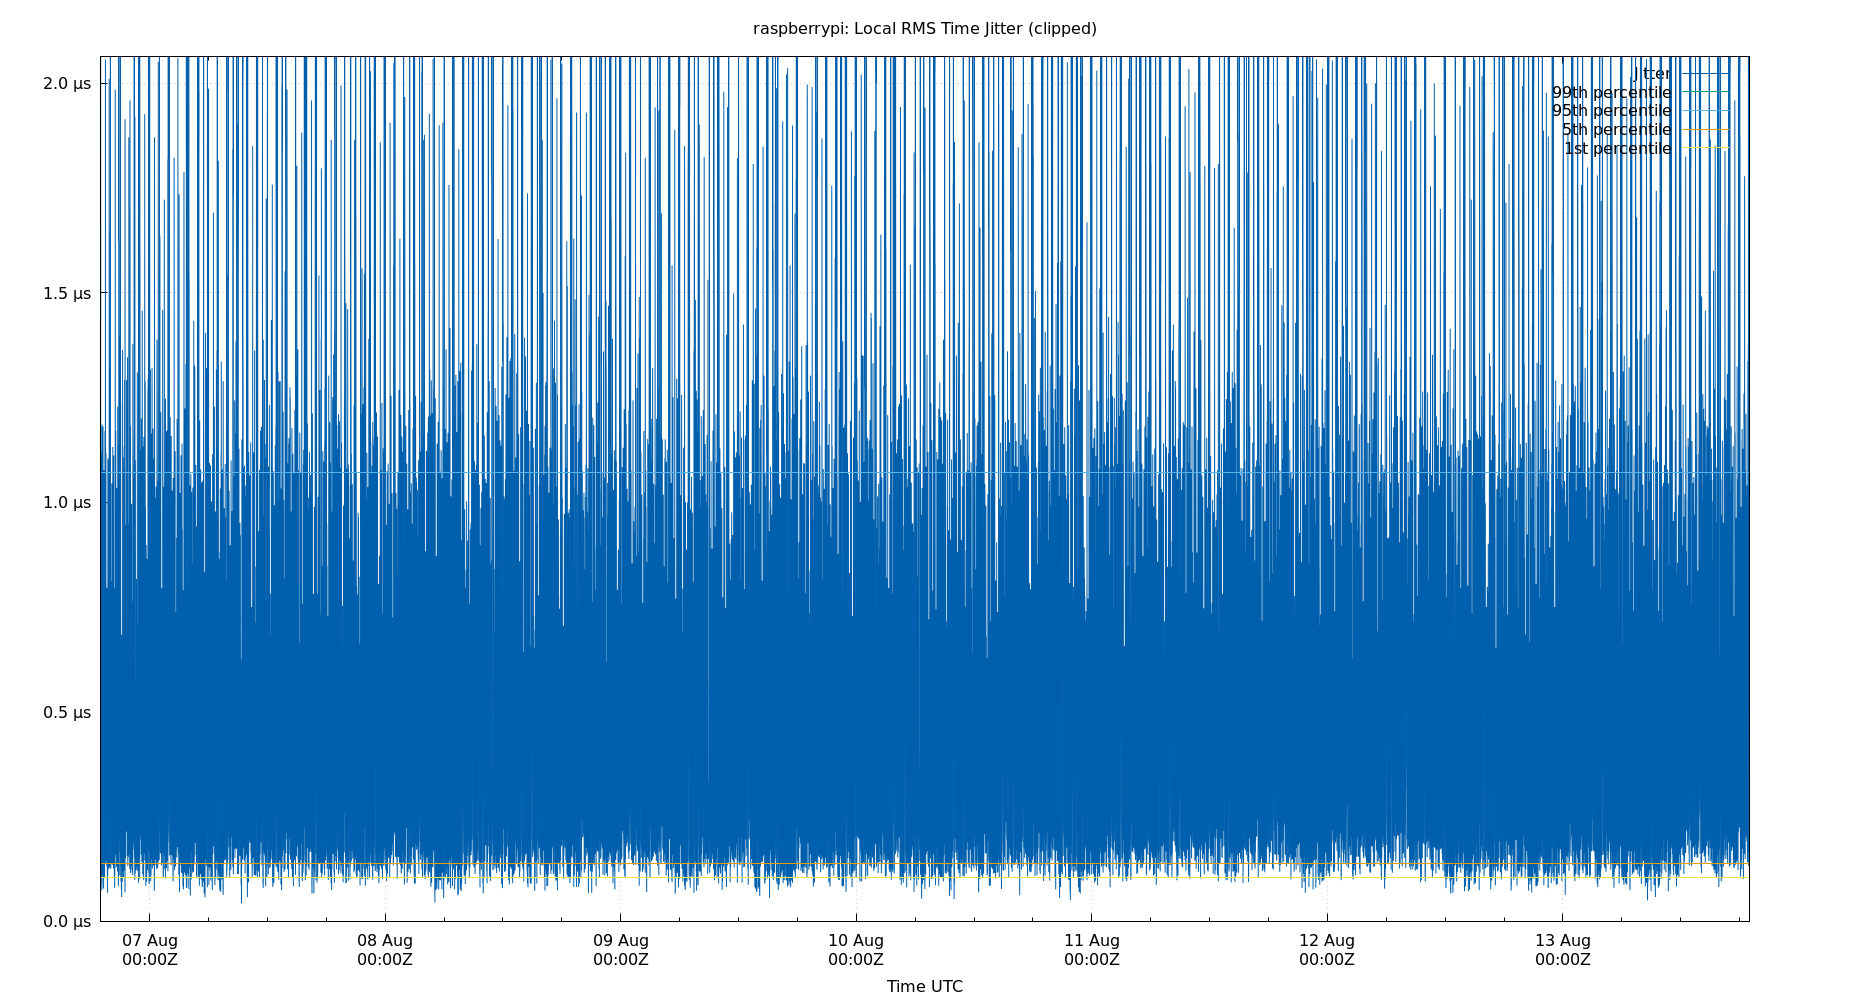 raspberrypi: Local RMS Time Jitter (clipped)
2.0 µs
1.5 µs
1.0 µs
0.5 µs
0.0 µs
Jitter
99th percentile
95th percentile
5th percentile
1st percentile
07 Aug
00:00Z
08 Aug
00:00Z
09 Aug
00:00Z
10 Aug
00:00Z
11 Aug
00:00Z
12 Aug
00:00Z
13 Aug
00:00Z
Time UTC